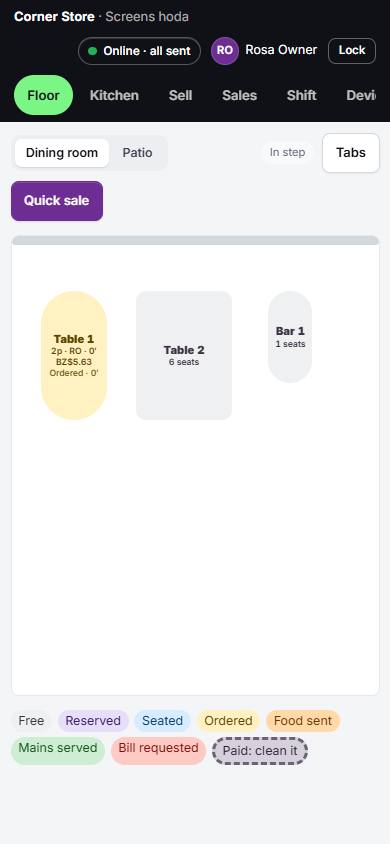 Corner Store · Screens hoda
Online · all sent
RO
Rosa Owner
Lock
Floor
Kitchen
Sell
Sales
Shift
Devi
Dining room
Patio
In step
Tabs
Quick sale
Table 1
2p · RO · 0'
BZ$5.63
Ordered · 0'
Table 2
6 seats
Bar 1
1 seats
Free
Reserved
Seated
Ordered
Food sent
Mains served
Bill requested
Paid: clean it